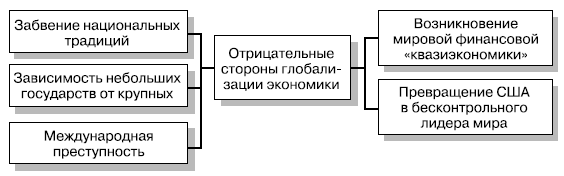 Забвение национальных
традиций
Зависимость небольших
государств от крупных
Международная
преступность
Отрицательные
стороны глобали-
зации экономики
Возникновение
мировой финансовой
«квазиэкономики»
Превращение США
в бесконтрольного
лидера мира